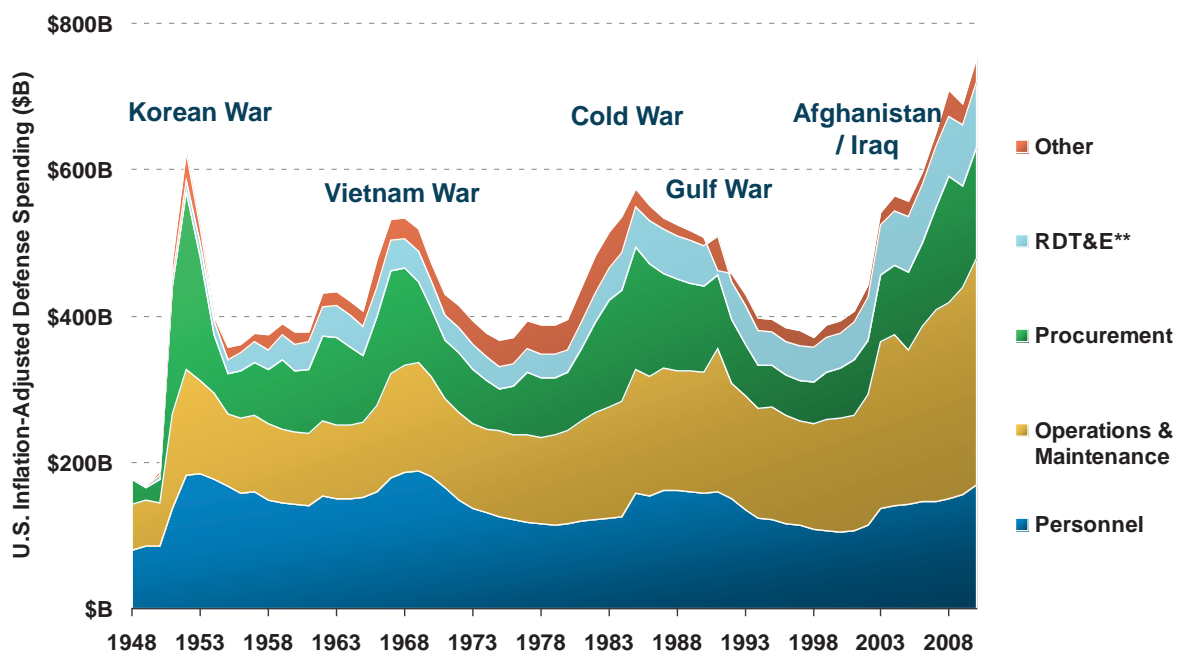 $800B
$600B
$400B
$200B
$B
U.S. Inflation-Adjusted Defense Spending ($B)
Korean War
Vietnam War
Cold War
Gulf War
Afghanistan
/ Iraq
Other
RDT&E**
Procurement
Operations &
Maintenance
Personnel
1948 1953 1958 1963 1968 1973 1978 1983 1988 1993 1998 2003 2008